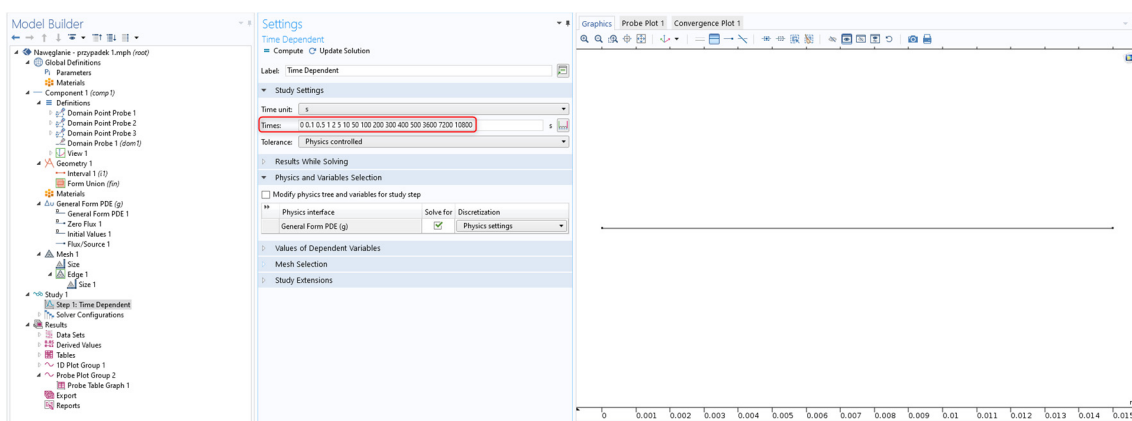 Model Builder
Naweglanie - przypadek 1.mph (root)
Global Definitions
Pi Parameters
Materials
Component 1 (comp1)
Definitions
Domain Point Probe 1
Domain Point Probe 2
Domain Point Probe 3
Domain Probe 1 (dom1)
View 1
Geometry 1
Interval 1 (i1)
Form Union (fin)
Materials
Δu General Form PDE (g)
General Form PDE 1
Zero Flux 1
Initial Values 1
Flux/Source 1
Mesh 1
Size
Edge 1
Size 1
Study 1
Step 1: Time Dependent
Solver Configurations
Results
Data Sets
Derived Values
Tables
1D Plot Group 1
Probe Plot Group 2
Probe Table Graph 1
Export
Reports
Settings
Time Dependent
= Compute Update Solution
Label: Time Dependent
Study Settings
Time unit: s
Times: 0 0.1 0.5 1 2 5 10 50 100 200 300 400 500 3600 7200 10800 s
Tolerance: Physics controlled
Results While Solving
Physics and Variables Selection
Modify physics tree and variables for study step
Physics interface Solve for Discretization
General Form PDE (g) Physics settings
Values of Dependent Variables
Mesh Selection
Study Extensions
Graphics Probe Plot 1 Convergence Plot 1
0 0.001 0.002 0.003 0.004 0.005 0.006 0.007 0.008 0.009 0.01 0.011 0.012 0.013 0.014 0.015